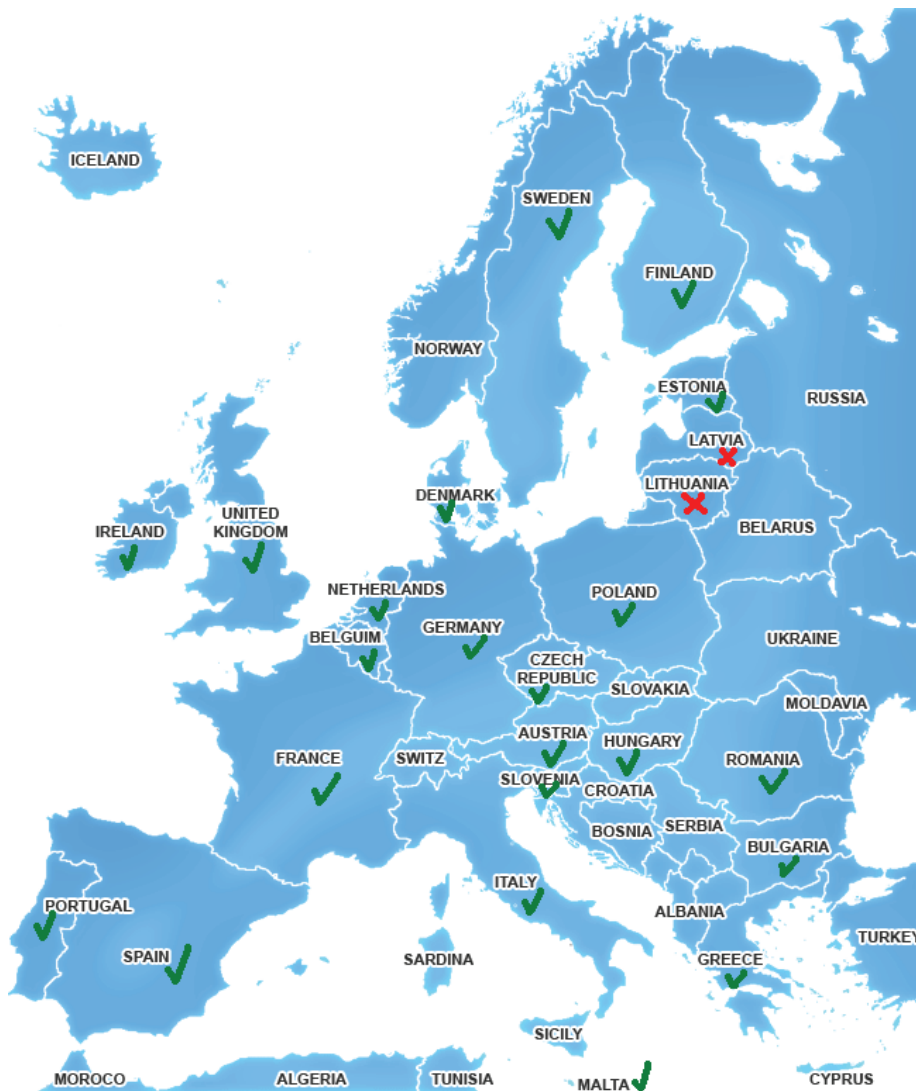 ICELAND
SWEDEN
FINLAND
NORWAY
ESTONIA
RUSSIA
LATVIA
LITHUANIA
DENMARK
UNITED
KINGDOM
IRELAND
BELARUS
NETHERLANDS
POLAND
GERMANY
BELGUIM
UKRAINE
CZECH
REPUBLIC
SLOVAKIA
MOLDAVIA
AUSTRIA
HUNGARY
FRANCE
SWITZ
ROMANIA
SLOVENIA
CROATIA
BOSNIA
SERBIA
BULGARIA
ITALY
PORTUGAL
ALBANIA
TURKEY
SPAIN
SARDINA
GREECE
SICILY
MOROCO
ALGERIA
TUNISIA
MALTA
CYPRUS